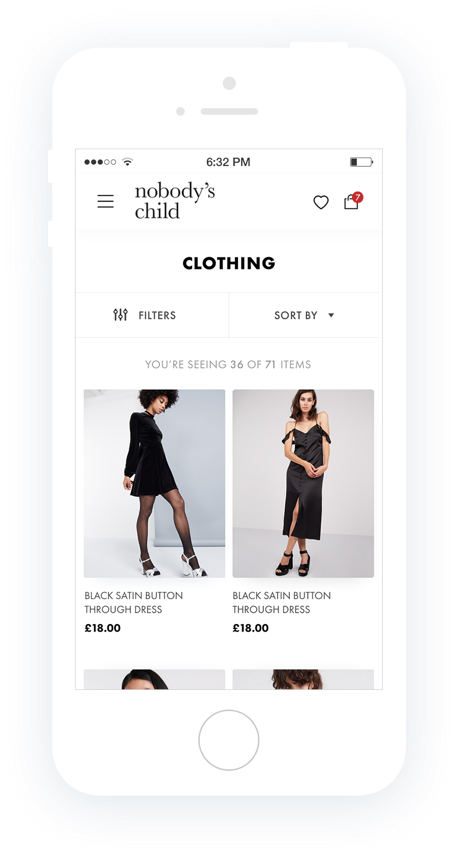 6:32 PM
nobody's
child
7
CLOTHING
FILTERS
SORT BY
YOU'RE SEEING 36 OF 71 ITEMS
BLACK SATIN BUTTON
THROUGH DRESS
£18.00
BLACK SATIN BUTTON
THROUGH DRESS
£18.00